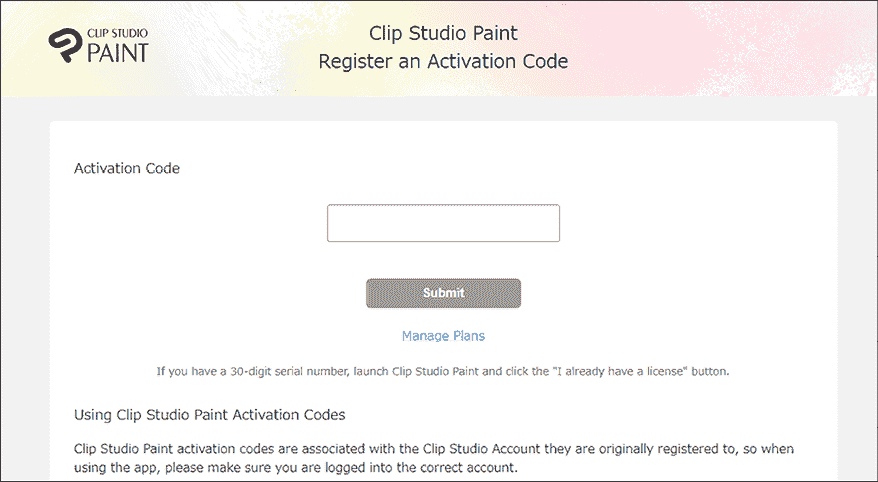 CLIP STUDIO
PAINT
Clip Studio Paint
Register an Activation Code
Activation Code
Submit
Manage Plans
If you have a 30-digit serial number, launch Clip Studio Paint and click the "I already have a license" button.
Using Clip Studio Paint Activation Codes
Clip Studio Paint activation codes are associated with the Clip Studio Account they are originally registered to, so when
using the app, please make sure you are logged into the correct account.